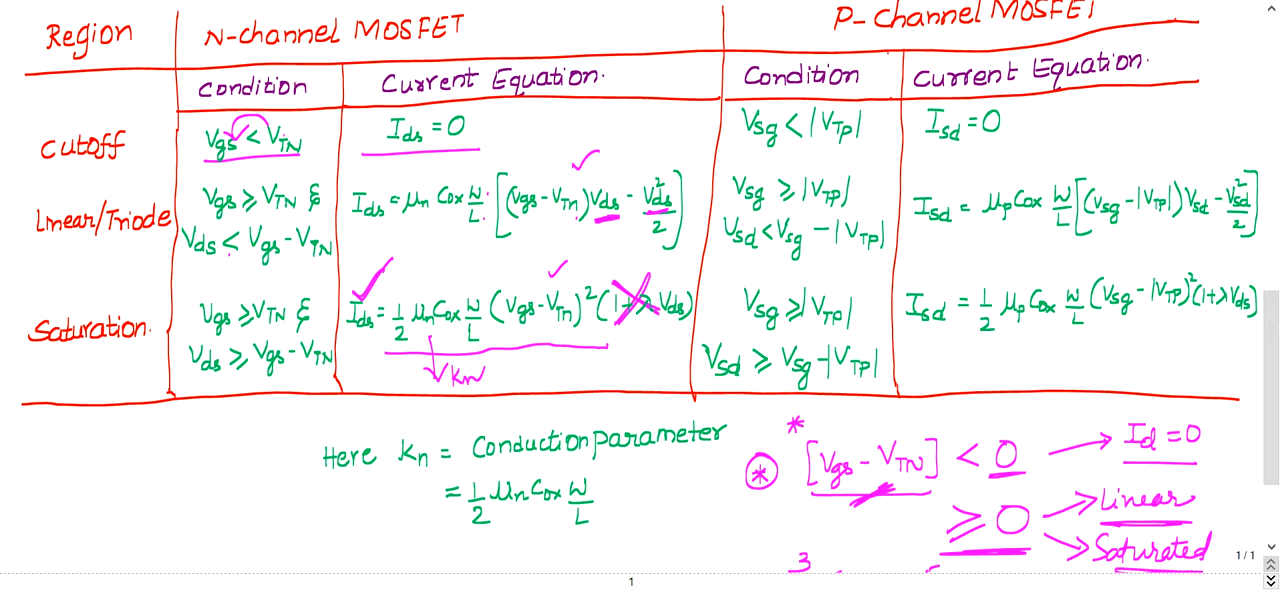 Region N-channel MOSFET P-Channel MOSFET
Condition Current Equation. Condition Current Equation.
Cutoff Vgs < VTN Ids = 0 Vsg < |VTP| Isd = 0
Linear/Triode Vgs ≥ VTN & Ids = μn Cox W/L [(Vgs - VTn)Vds - Vds²/2] Vsg ≥ |VTP| Isd = μp Cox W/L [(Vsg - |VTP|)Vsd - Vsd²/2]
Vds < Vgs - VTN Vsd < Vsg - |VTP|
Saturation. Vgs ≥ VTN & Ids = 1/2 μn Cox W/L (Vgs - VTn)² (1+λVds) Vsg ≥ |VTP| Isd = 1/2 μp Cox W/L (Vsg - |VTP|)² (1+λVds)
Vds ≥ Vgs - VTN Kn Vsd ≥ Vsg - |VTP|
Here Kn = Conduction parameter
= 1/2 μn Cox W/L
*
* [Vgs - VTN] < 0 → Id = 0
≥ 0 → Linear
→ Saturated
3
1 / 1
1